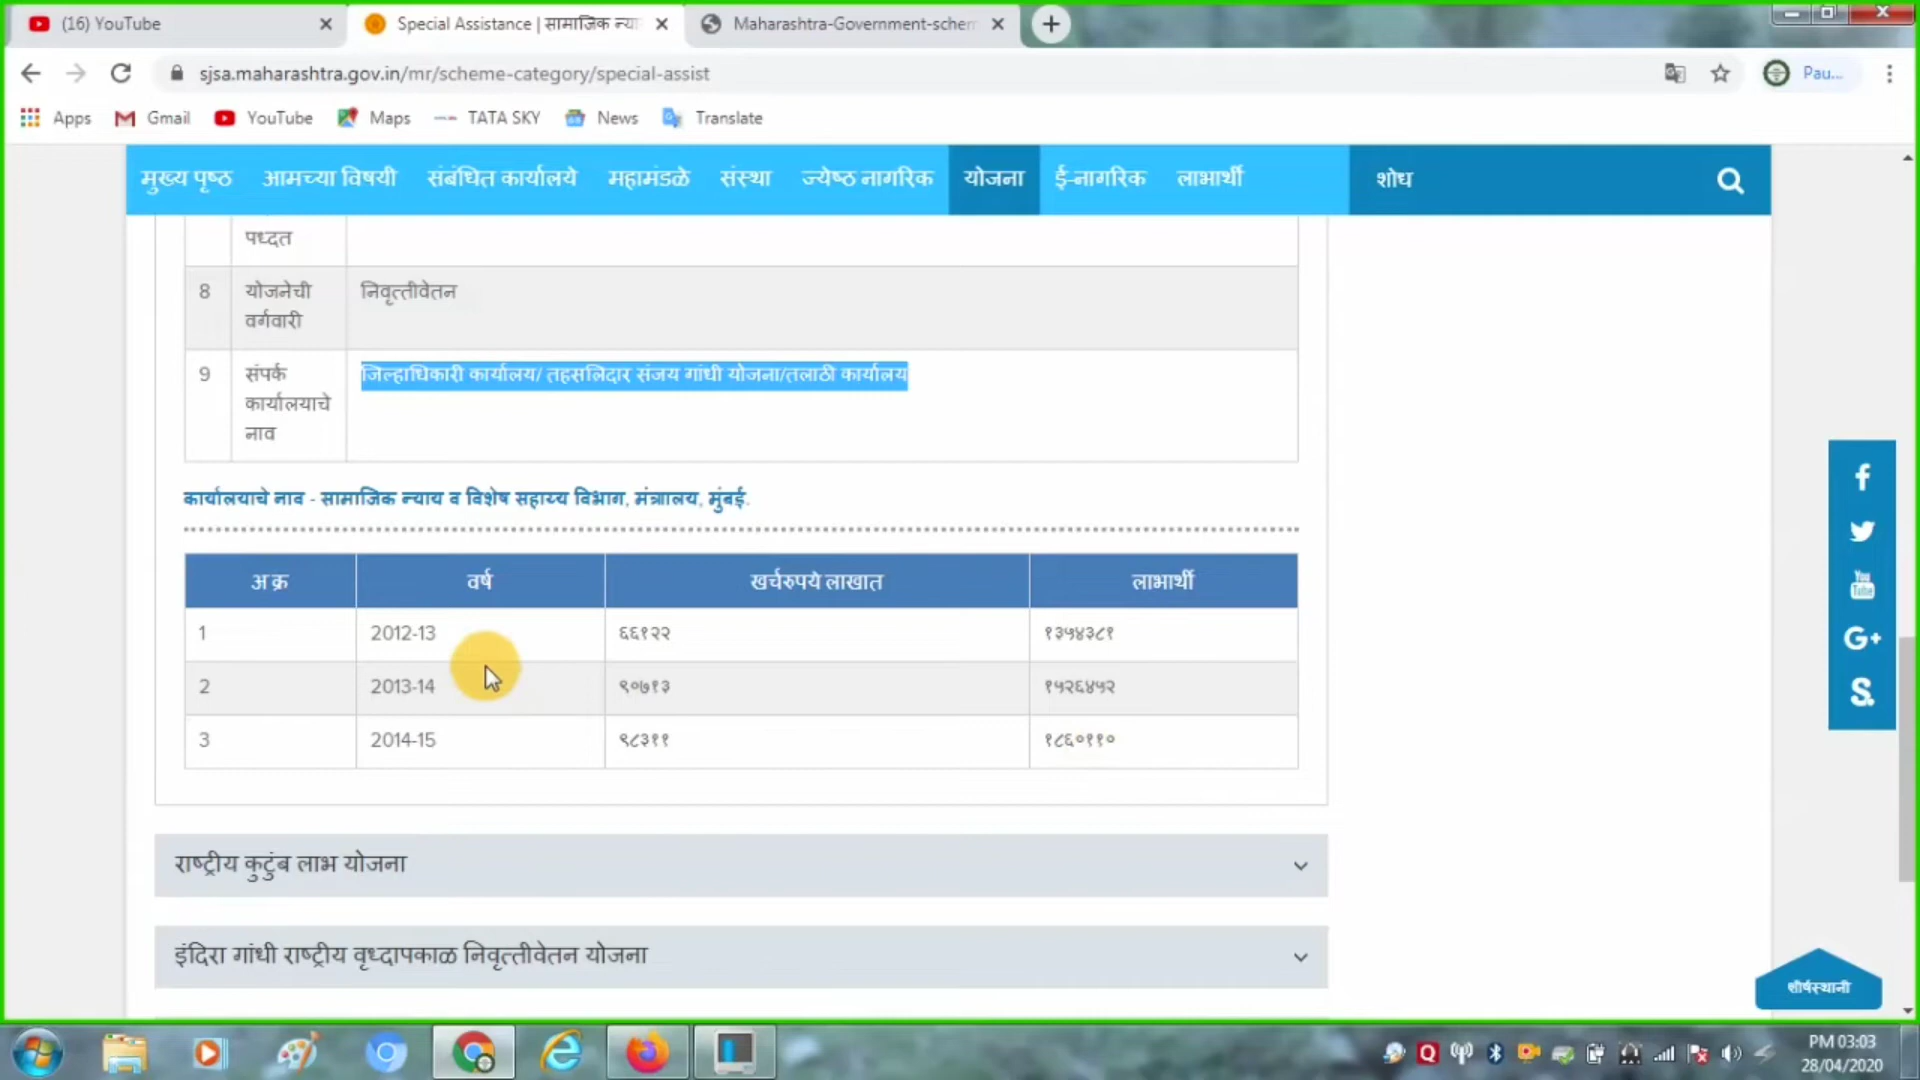 (16) YouTube
Special Assistance | सामाजिक न्या
Maharashtra-Government-schem
sjsa.maharashtra.gov.in/mr/scheme-category/special-assist
Pau...
Apps Gmail YouTube Maps TATA SKY News Translate
मुख्य पृष्ठ आमच्या विषयी संबंधित कार्यालये महामंडळे संस्था ज्येष्ठ नागरिक योजना ई-नागरिक लाभार्थी शोध
पध्दत
8 योजनेची निवृत्तीवेतन
वर्गवारी
9 संपर्क जिल्हाधिकारी कार्यालय/ तहसलिदार संजय गांधी योजना/तलाठी कार्यालय
कार्यालयाचे
नाव
कार्यालयाचे नाव - सामाजिक न्याय व विशेष सहाय्य विभाग, मंत्राालय, मुंबई.
अ क्र वर्ष खर्चरुपये लाखात लाभार्थी
1 2012-13 ६६१२२ १३५४३८१
2 2013-14 ९०७१३ १५२६४५२
3 2014-15 ९८३११ १८६०११०
राष्ट्रीय कुटुंब लाभ योजना
इंदिरा गांधी राष्ट्रीय वृध्दापकाळ निवृत्तीवेतन योजना
शीर्षस्थानी
PM 03:03
28/04/2020